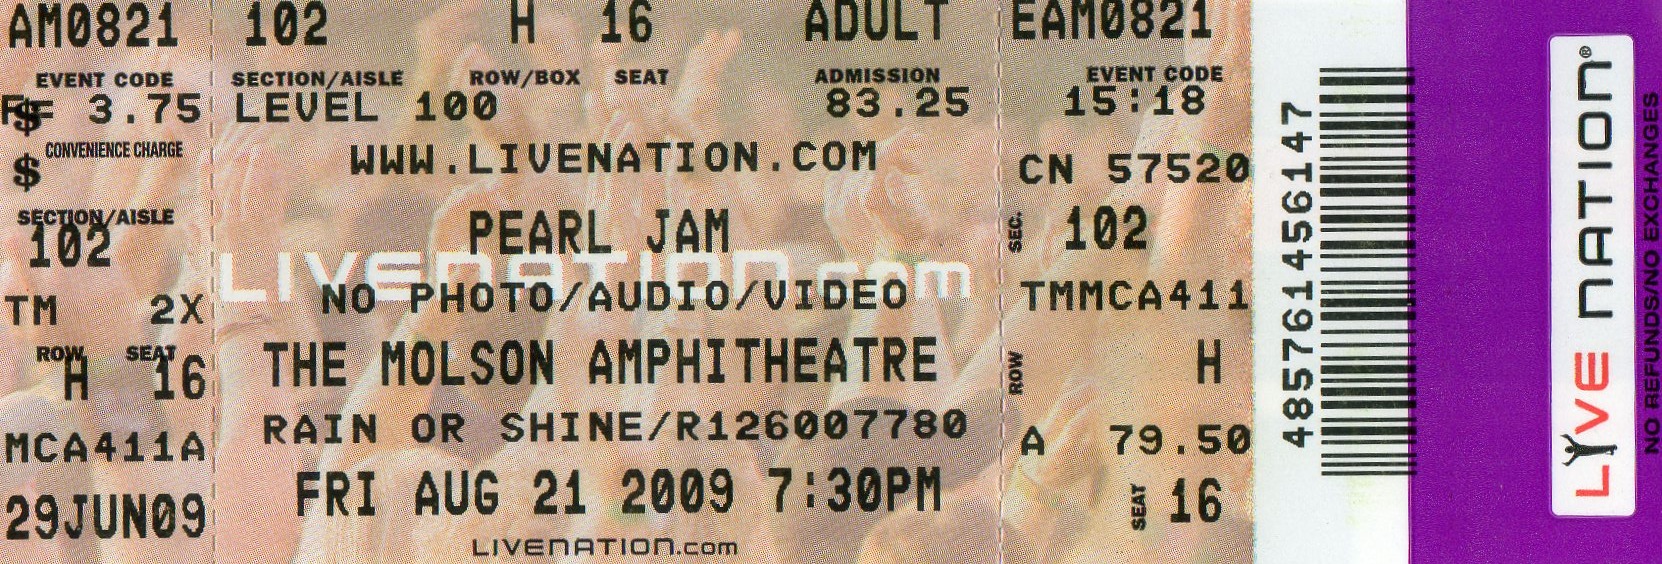 AM0821 102 H 16 ADULT EAM0821
EVENT CODE SECTION/AISLE ROW/BOX SEAT ADMISSION EVENT CODE
$ 3.75 LEVEL 100 83.25 15:18
$ CONVENIENCE CHARGE WWW.LIVENATION.COM CN 57520
SECTION/AISLE
102 PEARL JAM SEC. 102
LIVENATION.com
TM 2X NO PHOTO/AUDIO/VIDEO TMMCA411
ROW H SEAT 16 THE MOLSON AMPHITHEATRE ROW H
MCA411A RAIN OR SHINE/R126007780 A 79.50
29JUN09 FRI AUG 21 2009 7:30PM SEAT 16
LIVENATION.com
4857614456147
LIVE NATION®
NO REFUNDS/NO EXCHANGES